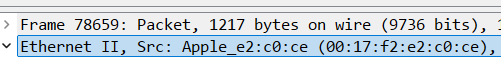 Frame 78659: Packet, 1217 bytes on wire (9736 bits), 1
Ethernet II, Src: Apple_e2:c0:ce (00:17:f2:e2:c0:ce),